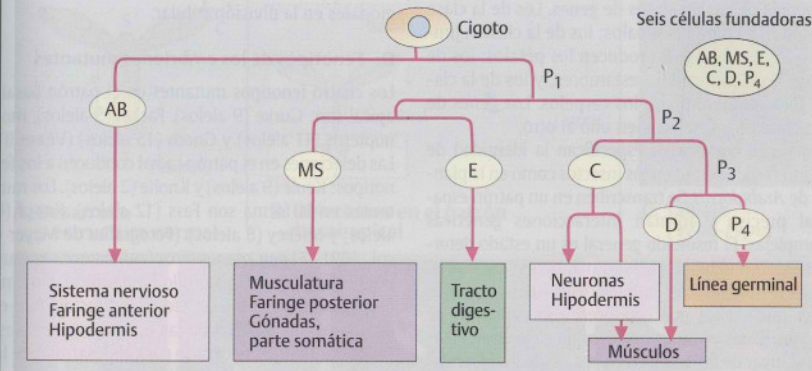 Cigoto
Seis células fundadoras
AB, MS, E,
C, D, P4
P1
AB
P2
MS
E
C
P3
D
P4
Sistema nervioso
Faringe anterior
Hipodermis
Musculatura
Faringe posterior
Gónadas,
parte somática
Tracto
diges-
tivo
Neuronas
Hipodermis
Línea germinal
Músculos